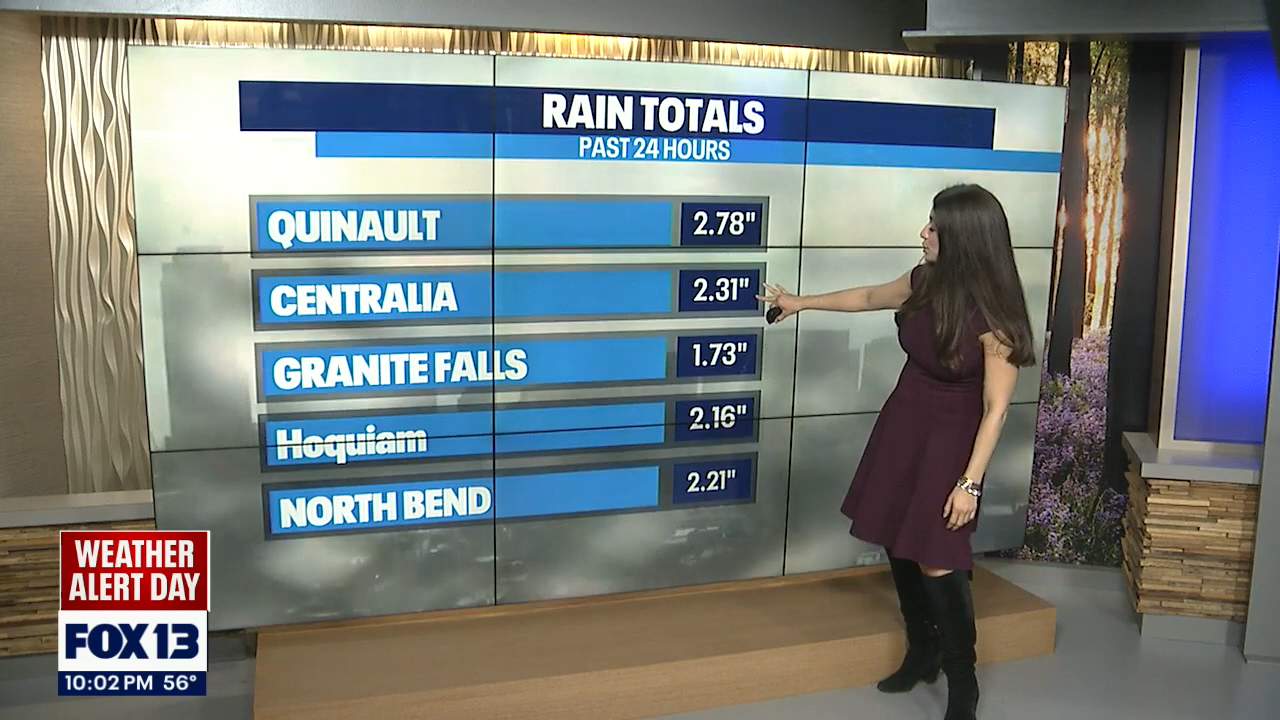 RAIN TOTALS
PAST 24 HOURS
QUINAULT 2.78"
CENTRALIA 2.31"
GRANITE FALLS 1.73"
Hoquiam 2.16"
NORTH BEND 2.21"
WEATHER
ALERT DAY
FOX 13
10:02 PM 56°